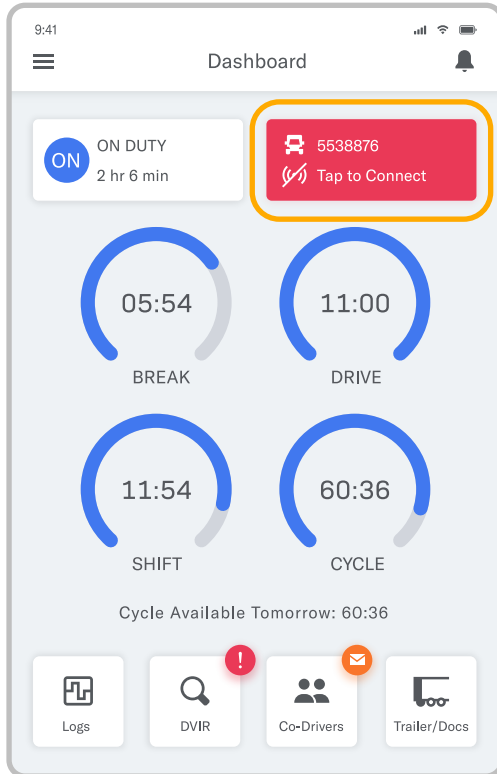 9:41
Dashboard
ON
ON DUTY
2 hr 6 min
5538876
Tap to Connect
05:54
BREAK
11:00
DRIVE
11:54
SHIFT
60:36
CYCLE
Cycle Available Tomorrow: 60:36
!
Logs
DVIR
Co-Drivers
Trailer/Docs